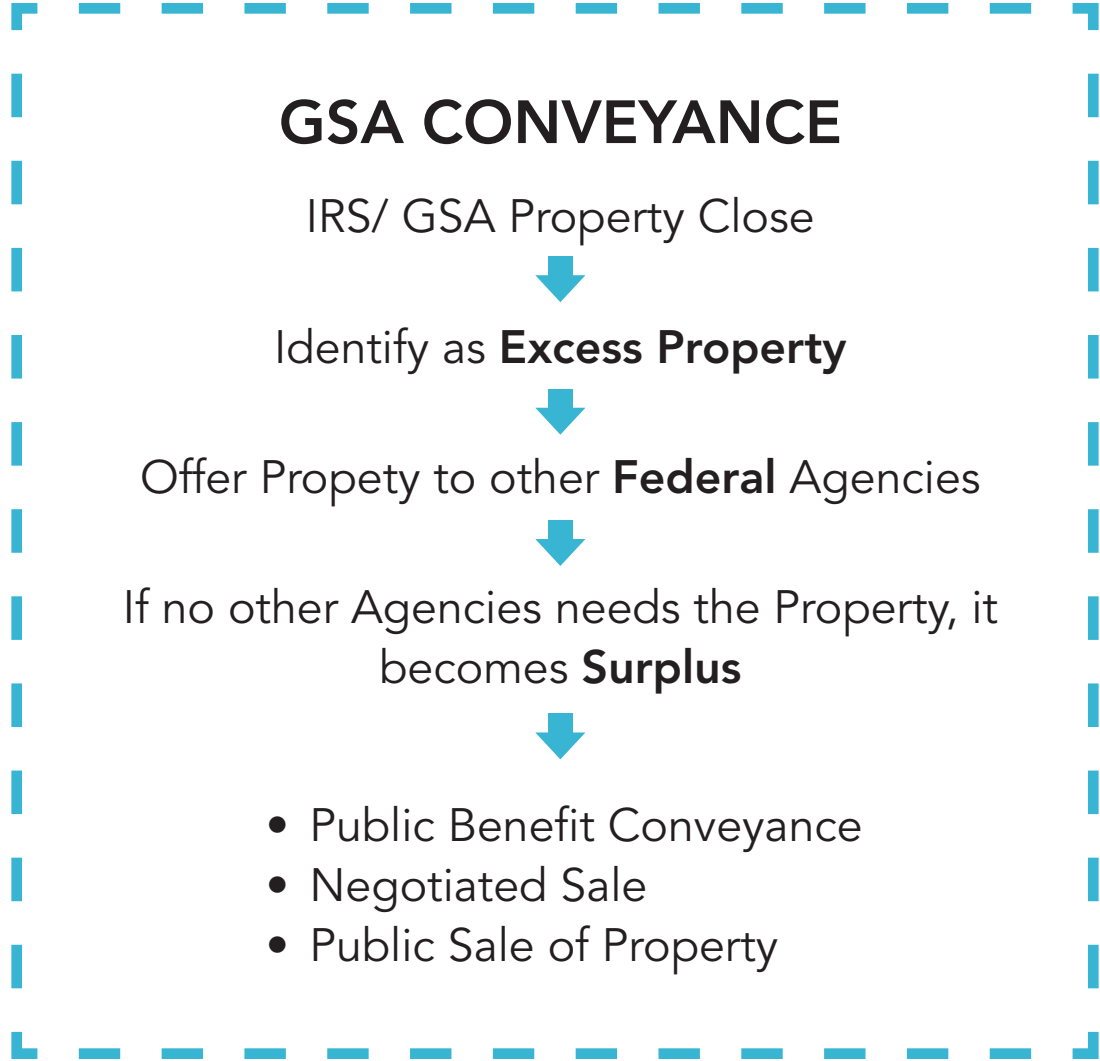 GSA CONVEYANCE
IRS/ GSA Property Close
Identify as Excess Property
Offer Propety to other Federal Agencies
If no other Agencies needs the Property, it
becomes Surplus
• Public Benefit Conveyance
• Negotiated Sale
• Public Sale of Property